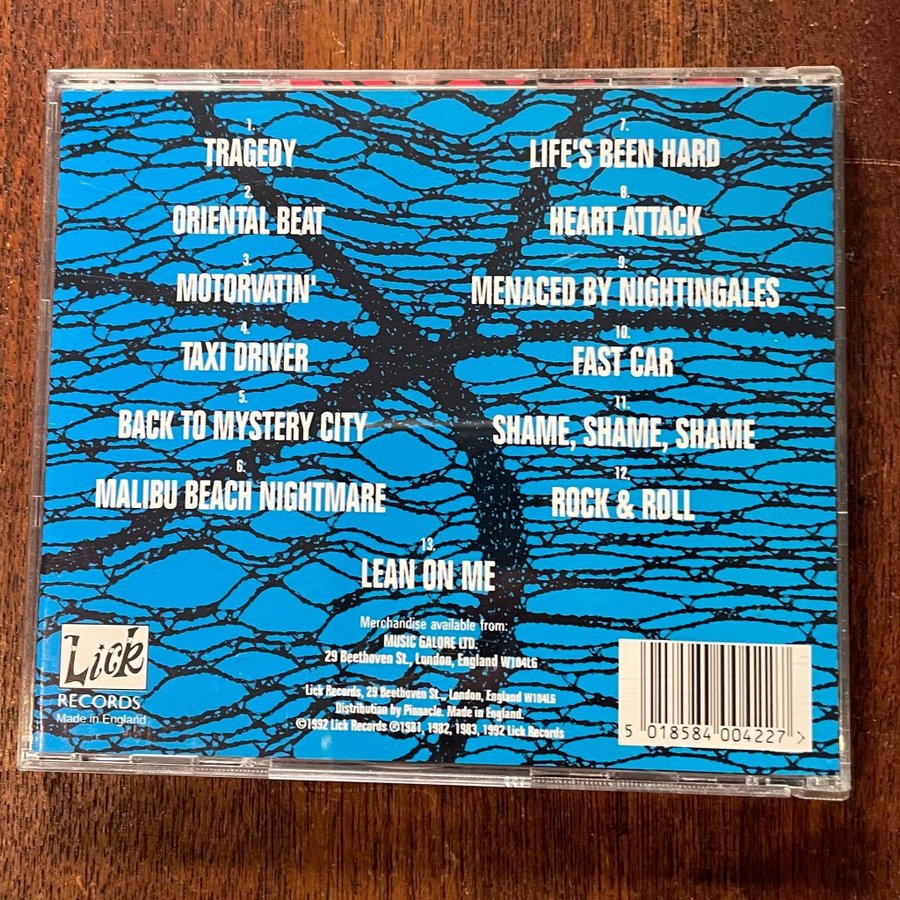 1.
TRAGEDY
2.
ORIENTAL BEAT
3.
MOTORVATIN'
4.
TAXI DRIVER
5.
BACK TO MYSTERY CITY
6.
MALIBU BEACH NIGHTMARE
7.
LIFE'S BEEN HARD
8.
HEART ATTACK
9.
MENACED BY NIGHTINGALES
10.
FAST CAR
11.
SHAME, SHAME, SHAME
12.
ROCK & ROLL
13.
LEAN ON ME
Merchandise available from:
MUSIC GALORE LTD.
29 Beethoven St., London, England W104LG
Lick Records, 29 Beethoven St., London, England W104LG
Distribution by Pinnacle. Made in England.
©1992 Lick Records ℗1981, 1982, 1983, 1992 Lick Records
Lick
RECORDS
Made in England
5 018584 004227 >